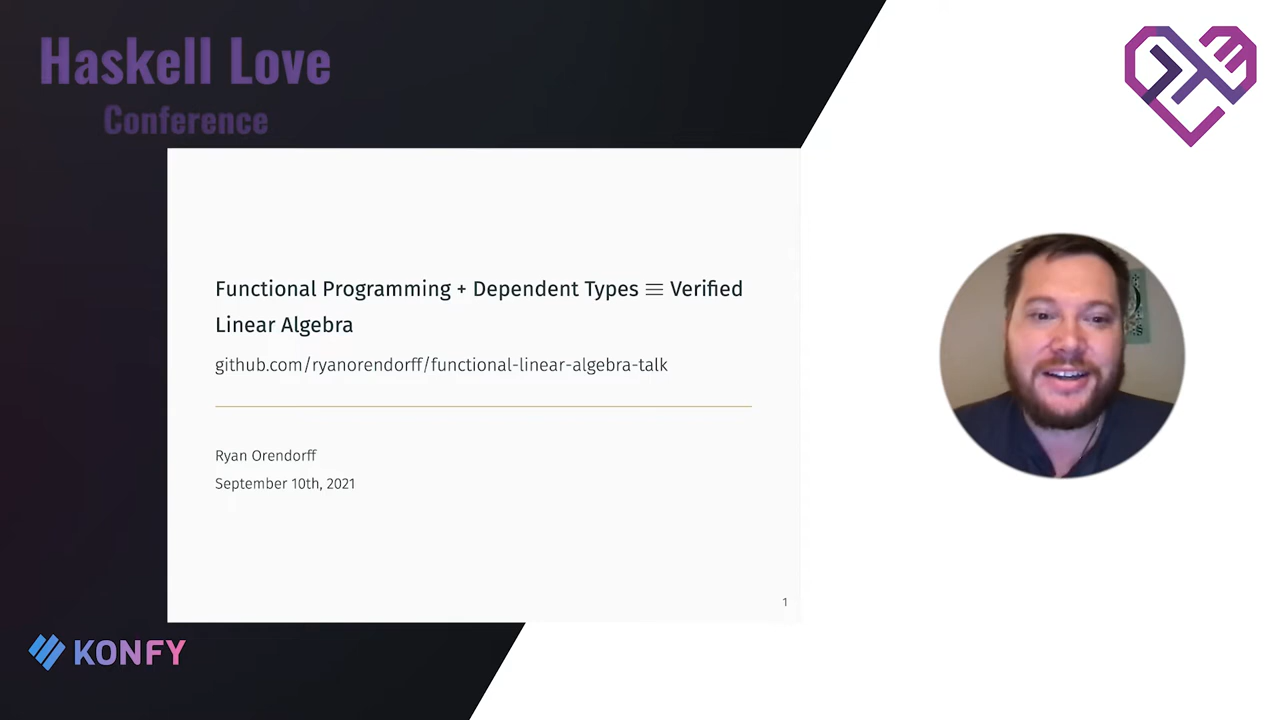 Haskell Love
Conference
Functional Programming + Dependent Types ≡ Verified
Linear Algebra
github.com/ryanorendorff/functional-linear-algebra-talk
Ryan Orendorff
September 10th, 2021
1
KONFY